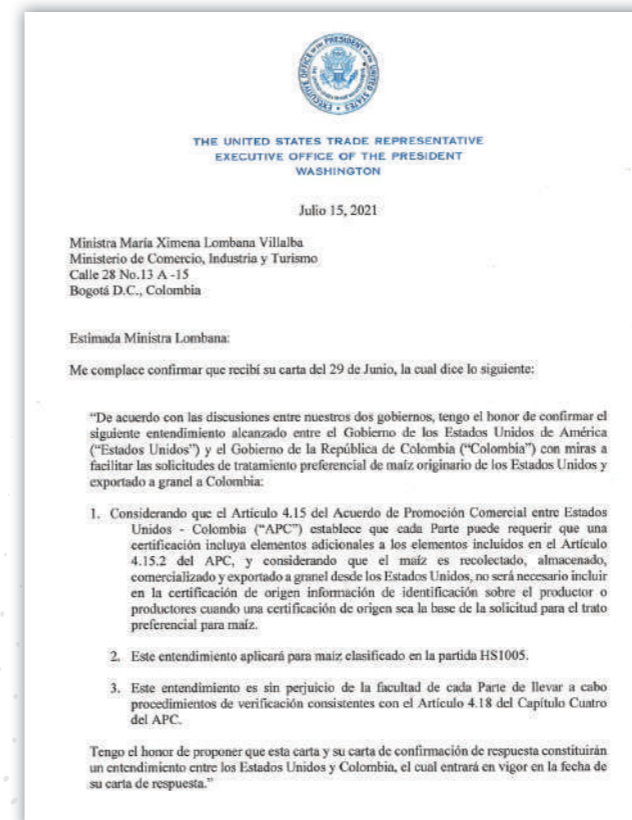 THE UNITED STATES TRADE REPRESENTATIVE
EXECUTIVE OFFICE OF THE PRESIDENT
WASHINGTON
Julio 15, 2021
Ministra María Ximena Lombana Villalba
Ministerio de Comercio, Industria y Turismo
Calle 28 No.13 A -15
Bogotá D.C., Colombia
Estimada Ministra Lombana:
Me complace confirmar que recibí su carta del 29 de Junio, la cual dice lo siguiente:
“De acuerdo con las discusiones entre nuestros dos gobiernos, tengo el honor de confirmar el
siguiente entendimiento alcanzado entre el Gobierno de los Estados Unidos de América
(“Estados Unidos”) y el Gobierno de la República de Colombia (“Colombia”) con miras a
facilitar las solicitudes de tratamiento preferencial de maíz originario de los Estados Unidos y
exportado a granel a Colombia:
1. Considerando que el Artículo 4.15 del Acuerdo de Promoción Comercial entre Estados
Unidos - Colombia (“APC”) establece que cada Parte puede requerir que una
certificación incluya elementos adicionales a los elementos incluidos en el Artículo
4.15.2 del APC, y considerando que el maíz es recolectado, almacenado,
comercializado y exportado a granel desde los Estados Unidos, no será necesario incluir
en la certificación de origen información de identificación sobre el productor o
productores cuando una certificación de origen sea la base de la solicitud para el trato
preferencial para maíz.
2. Este entendimiento aplicará para maíz clasificado en la partida HS1005.
3. Este entendimiento es sin perjuicio de la facultad de cada Parte de llevar a cabo
procedimientos de verificación consistentes con el Artículo 4.18 del Capítulo Cuatro
del APC.
Tengo el honor de proponer que esta carta y su carta de confirmación de respuesta constituirán
un entendimiento entre los Estados Unidos y Colombia, el cual entrará en vigor en la fecha de
su carta de respuesta.”